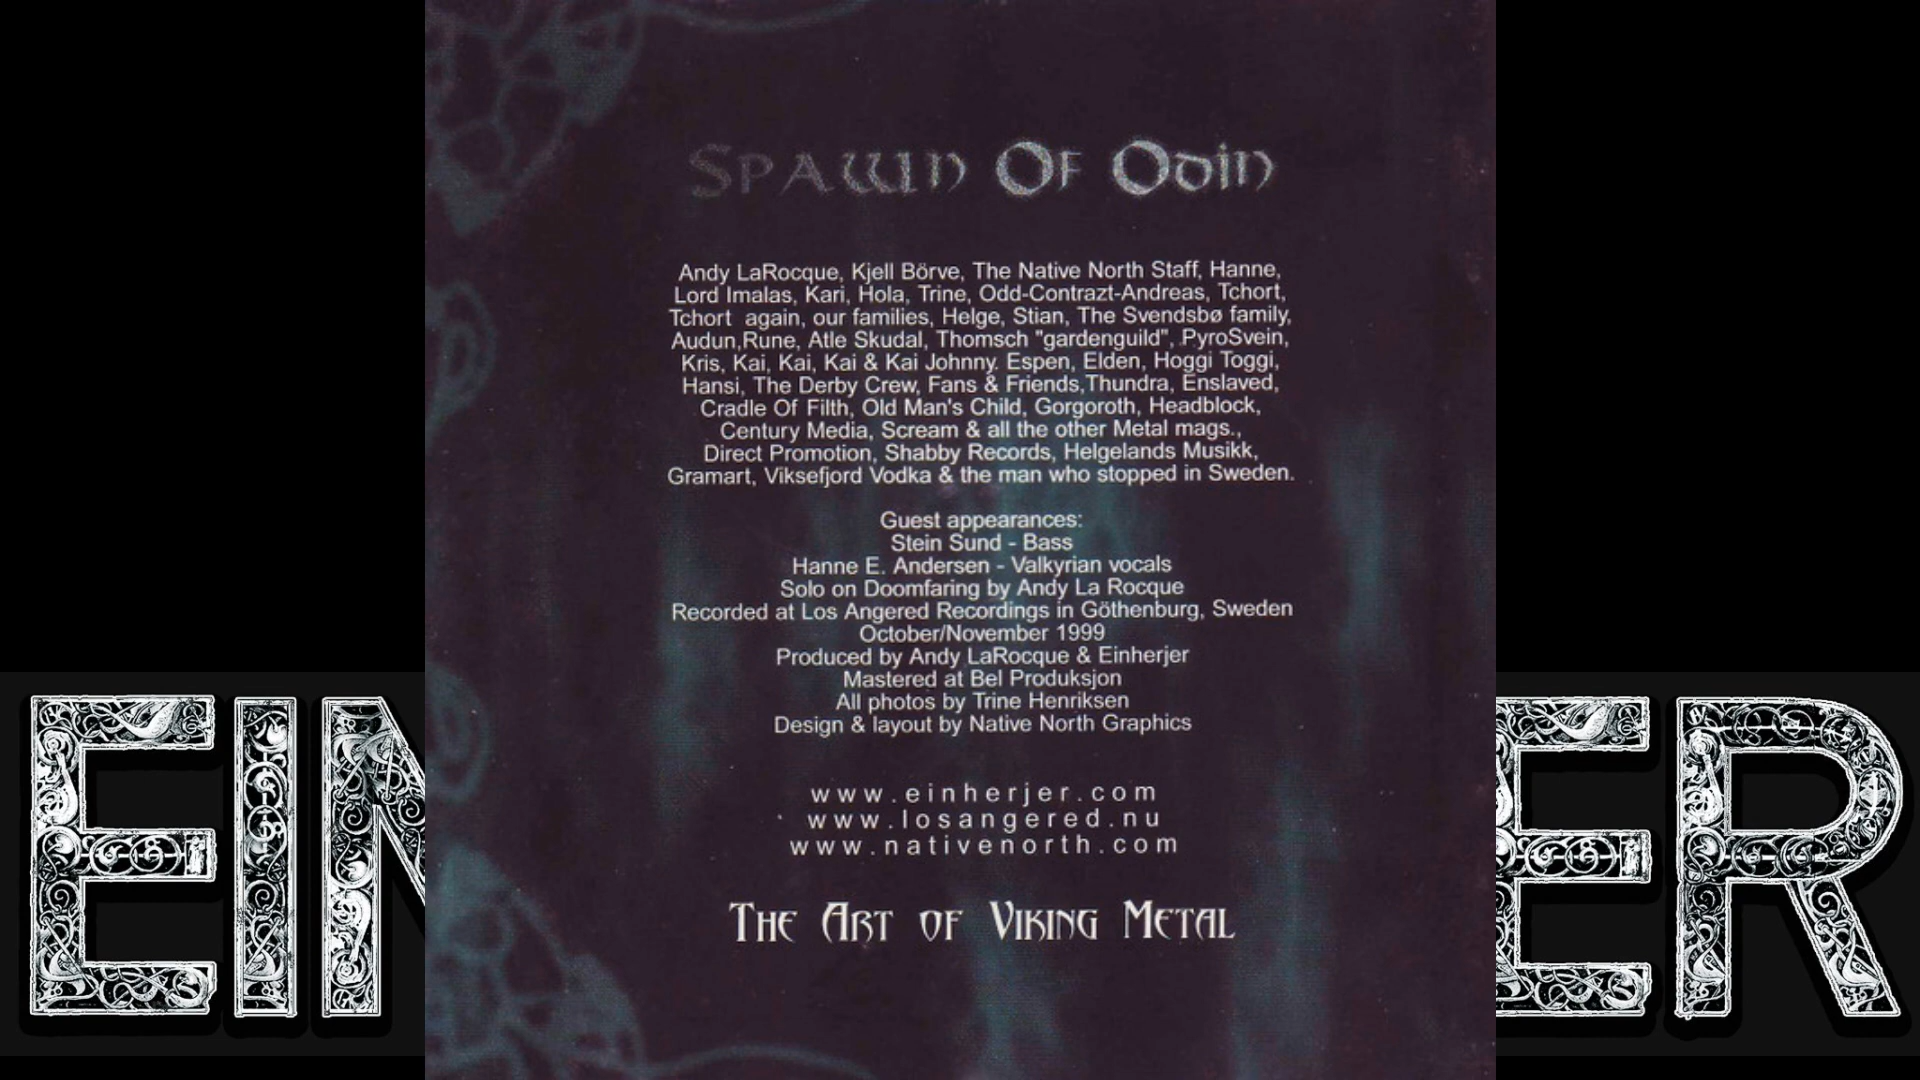 Spawn Of Odin
Andy LaRocque, Kjell Börve, The Native North Staff, Hanne,
Lord Imalas, Kari, Hola, Trine, Odd-Contrazt-Andreas, Tchort,
Tchort again, our families, Helge, Stian, The Svendsbø family,
Audun,Rune, Atle Skudal, Thomsch "gardenguild", PyroSvein,
Kris, Kai, Kai, Kai & Kai Johnny. Espen, Elden, Hoggi Toggi,
Hansi, The Derby Crew, Fans & Friends,Thundra, Enslaved,
Cradle Of Filth, Old Man's Child, Gorgoroth, Headblock,
Century Media, Scream & all the other Metal mags.,
Direct Promotion, Shabby Records, Helgelands Musikk,
Gramart, Viksefjord Vodka & the man who stopped in Sweden.
Guest appearances:
Stein Sund - Bass
Hanne E. Andersen - Valkyrian vocals
Solo on Doomfaring by Andy La Rocque
Recorded at Los Angered Recordings in Göthenburg, Sweden
October/November 1999
Produced by Andy LaRocque & Einherjer
Mastered at Bel Produksjon
All photos by Trine Henriksen
Design & layout by Native North Graphics
www.einherjer.com
www.losangered.nu
www.nativenorth.com
The Art of Viking Metal
EIN
ER